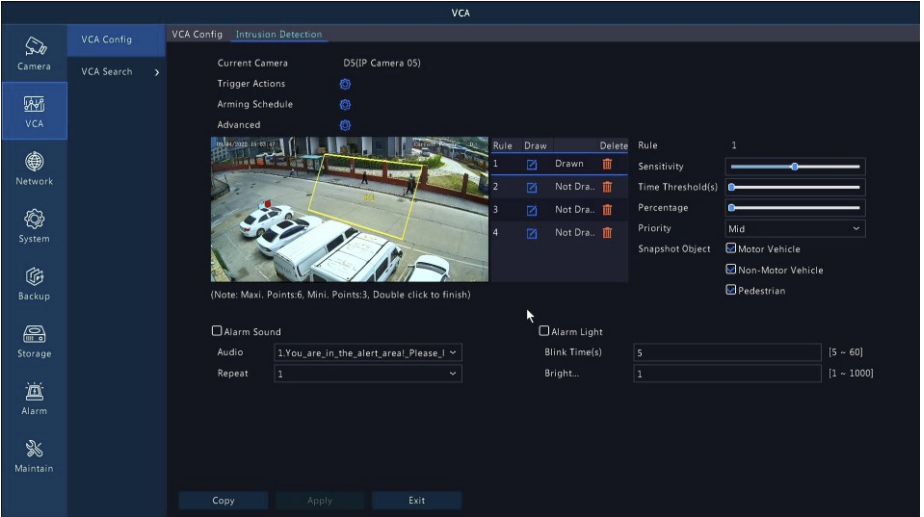 VCA
Camera
VCA
Network
System
Backup
Storage
Alarm
Maintain
VCA Config
VCA Search >
VCA Config Intrusion Detection
Current Camera D5(IP Camera 05)
Trigger Actions
Arming Schedule
Advanced
Rule Draw Delete
1 Drawn
2 Not Dra..
3 Not Dra..
4 Not Dra..
(Note: Maxi. Points:6, Mini. Points:3, Double click to finish)
Rule 1
Sensitivity
Time Threshold(s)
Percentage
Priority Mid
Snapshot Object Motor Vehicle
Non-Motor Vehicle
Pedestrian
Alarm Sound
Audio 1.You_are_in_the_alert_area!_Please_l
Repeat 1
Alarm Light
Blink Time(s) 5 [5 ~ 60]
Bright... 1 [1 ~ 1000]
Copy Apply Exit